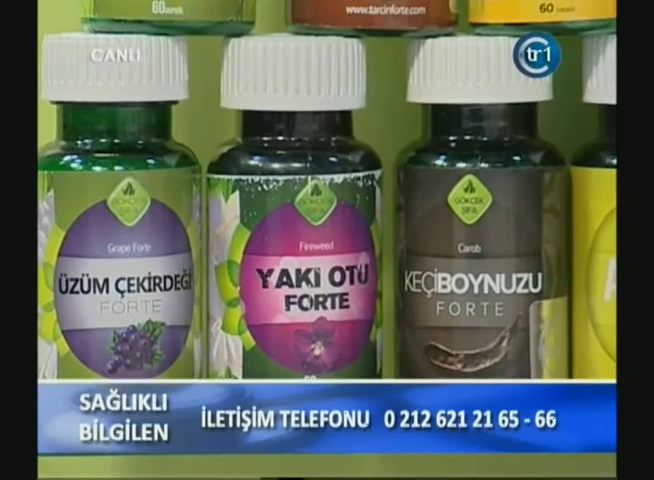 60 KAPSÜL
www.tarcinforte.com
60
CANLI
tr1
GÖKÇEK
ŞİFA
Grape Forte
ÜZÜM ÇEKİRDEĞİ
FORTE
GÖKÇEK
ŞİFA
Fireweed
YAKI OTU
FORTE
GÖKÇEK
ŞİFA
Carob
KEÇİBOYNUZU
FORTE
A
SAĞLIKLI
BİLGİLEN
İLETİŞİM TELEFONU 0 212 621 21 65 - 66